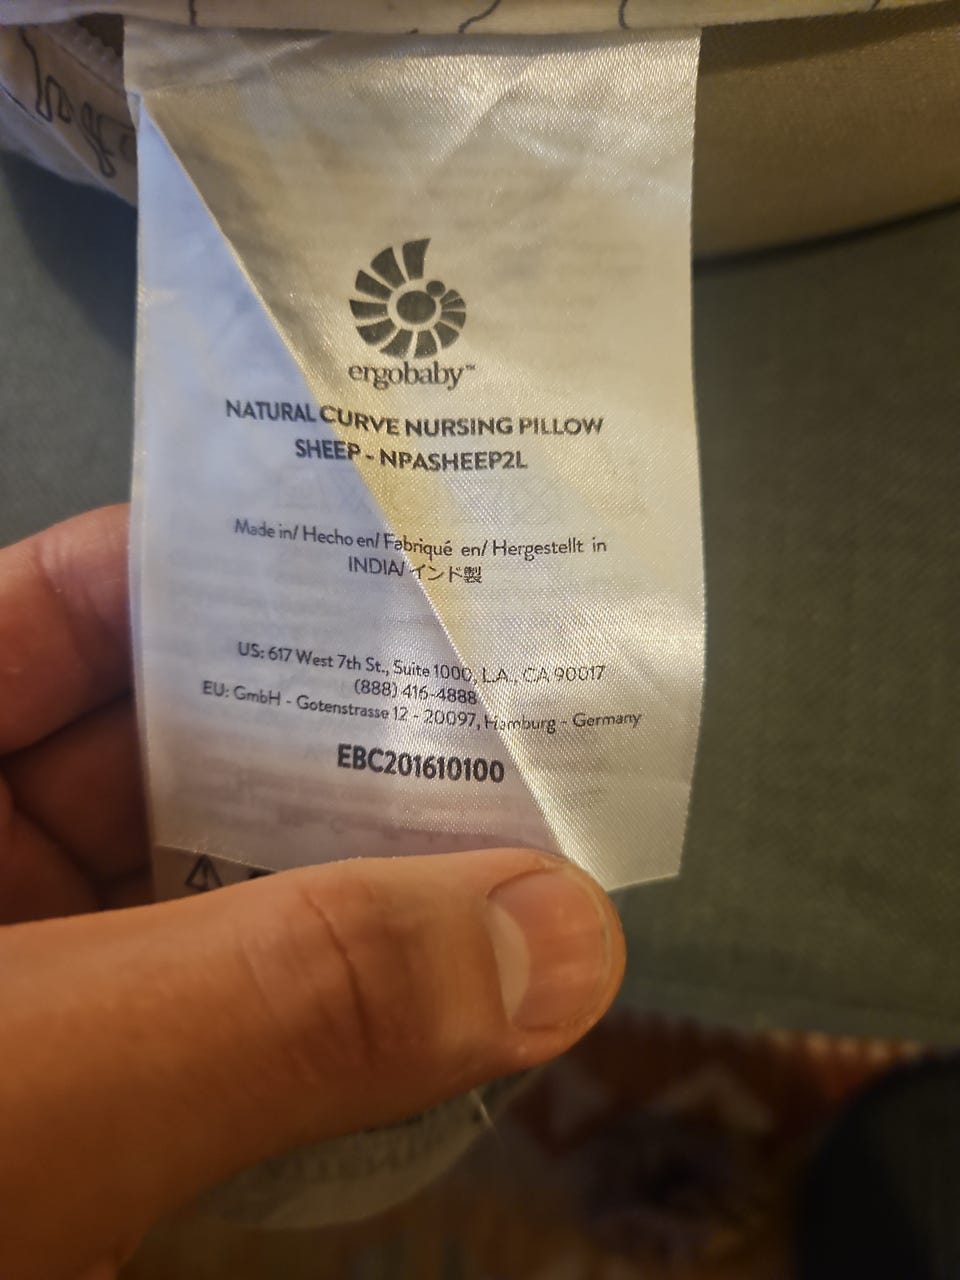 ergobaby™
NATURAL CURVE NURSING PILLOW
SHEEP - NPASHEEP2L
Made in/ Hecho en/ Fabriqué en/ Hergestellt in
INDIA/インド製
US: 617 West 7th St., Suite 1000, LA, CA 90017
(888) 416-4888
EU: GmbH - Gotenstrasse 12 - 20097, Hamburg - Germany
EBC201610100